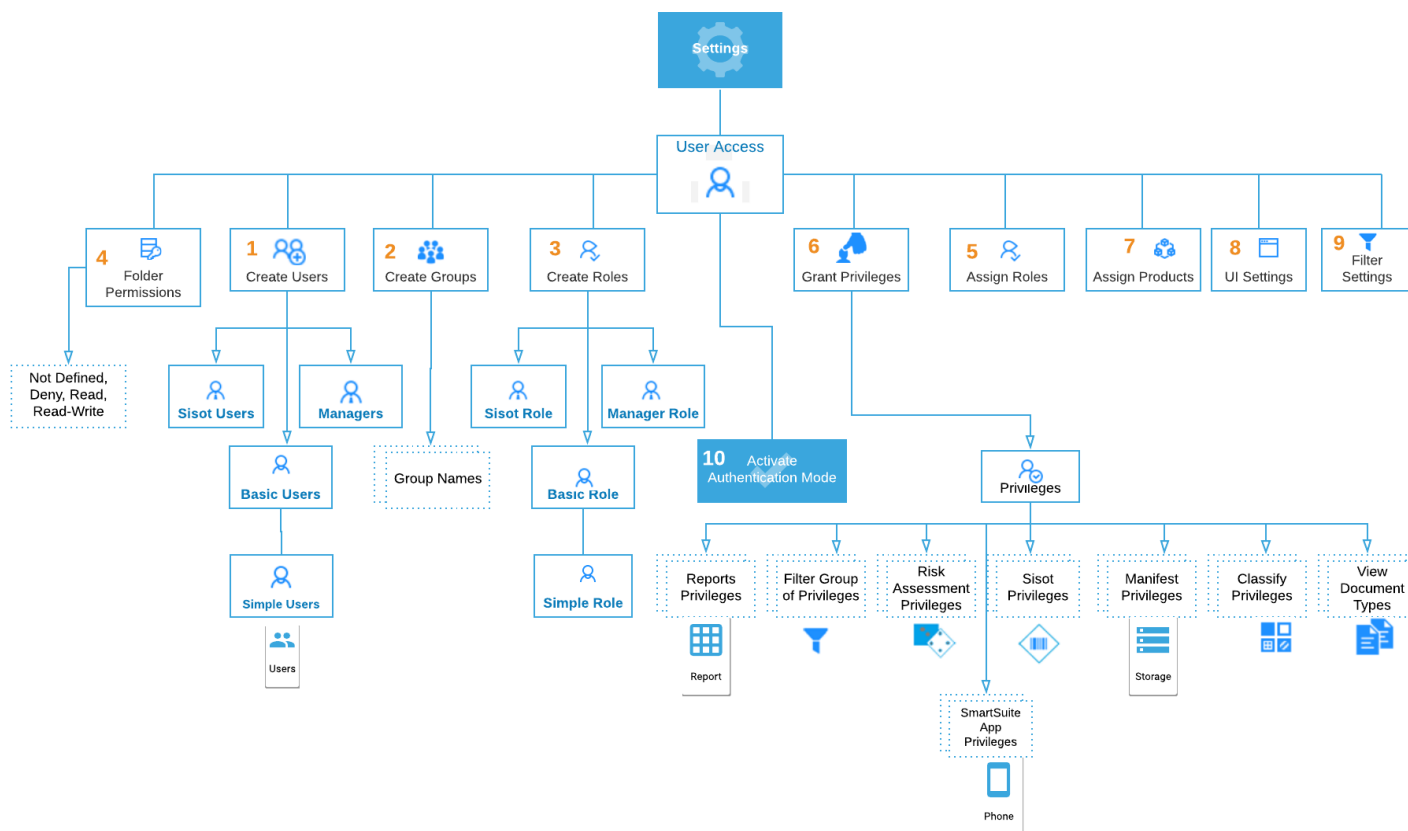 Settings
User Access
4
Folder
Permissions
1
Create Users
2
Create Groups
3
Create Roles
6
Grant Privileges
5
Assign Roles
7
Assign Products
8
UI Settings
9
Filter
Settings
Not Defined,
Deny, Read,
Read-Write
Sisot Users
Managers
Sisot Role
Manager Role
Basic Users
Group Names
Basic Role
10
Activate
Authentication Mode
Privileges
Simple Users
Simple Role
Reports
Privileges
Filter Group
of Privileges
Risk
Assessment
Privileges
Sisot
Privileges
Manifest
Privileges
Classify
Privileges
View
Document
Types
Users
Report
Storage
SmartSuite
App
Privileges
Phone